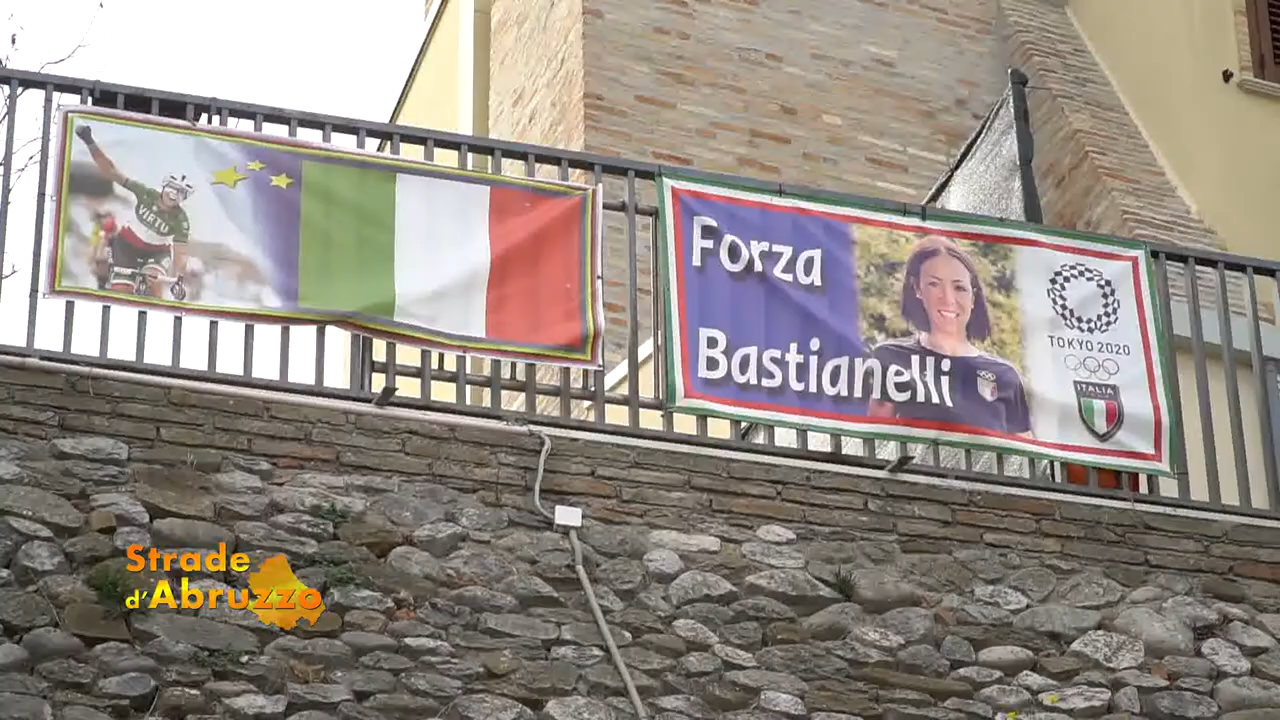 VIRTU
Forza
Bastianelli
TOKYO 2020
ITALIA
Strade
d'Abruzzo